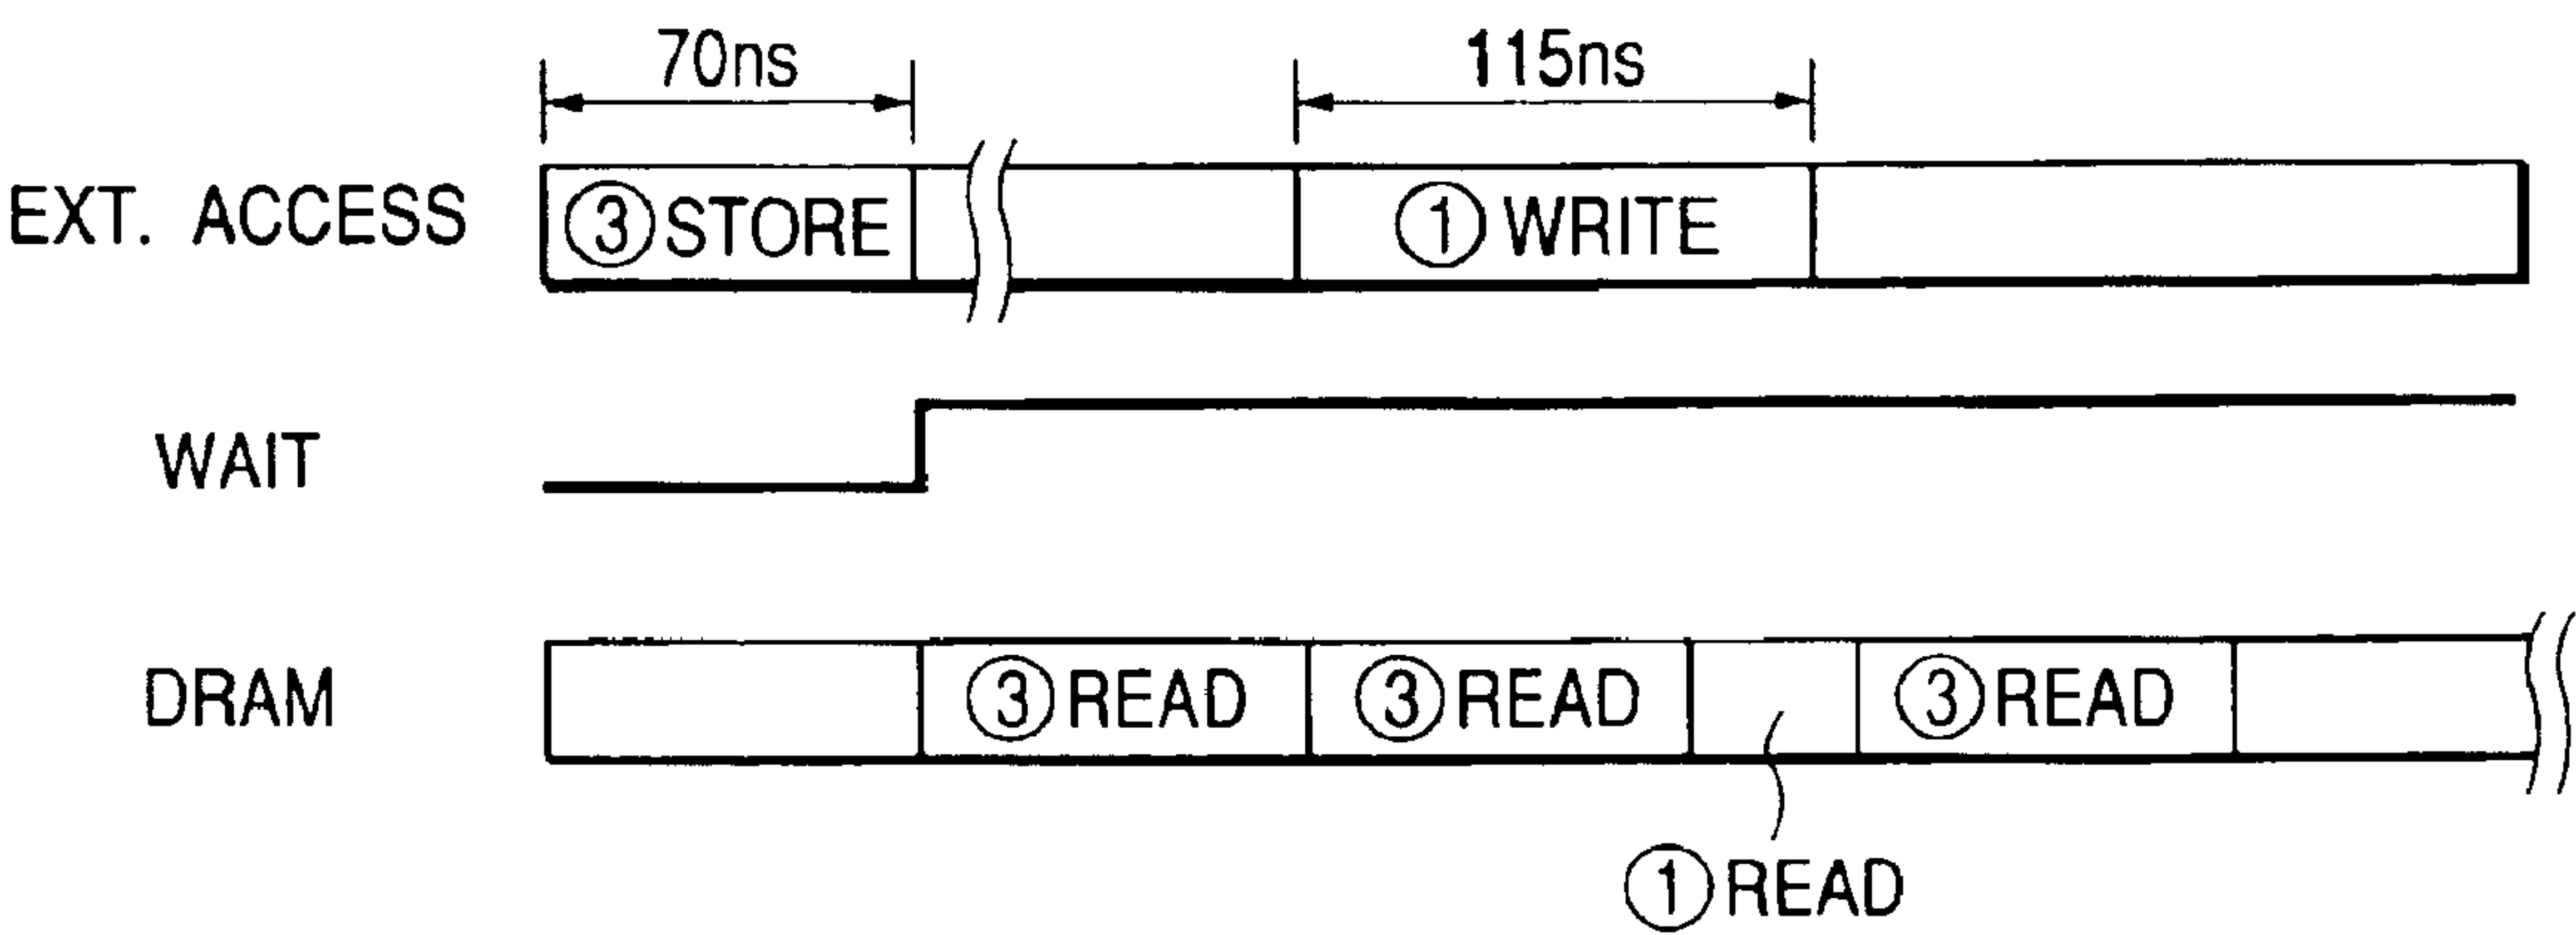 70ns 115ns
EXT. ACCESS ③STORE ①WRITE
WAIT
DRAM ③READ ③READ ③READ
①READ